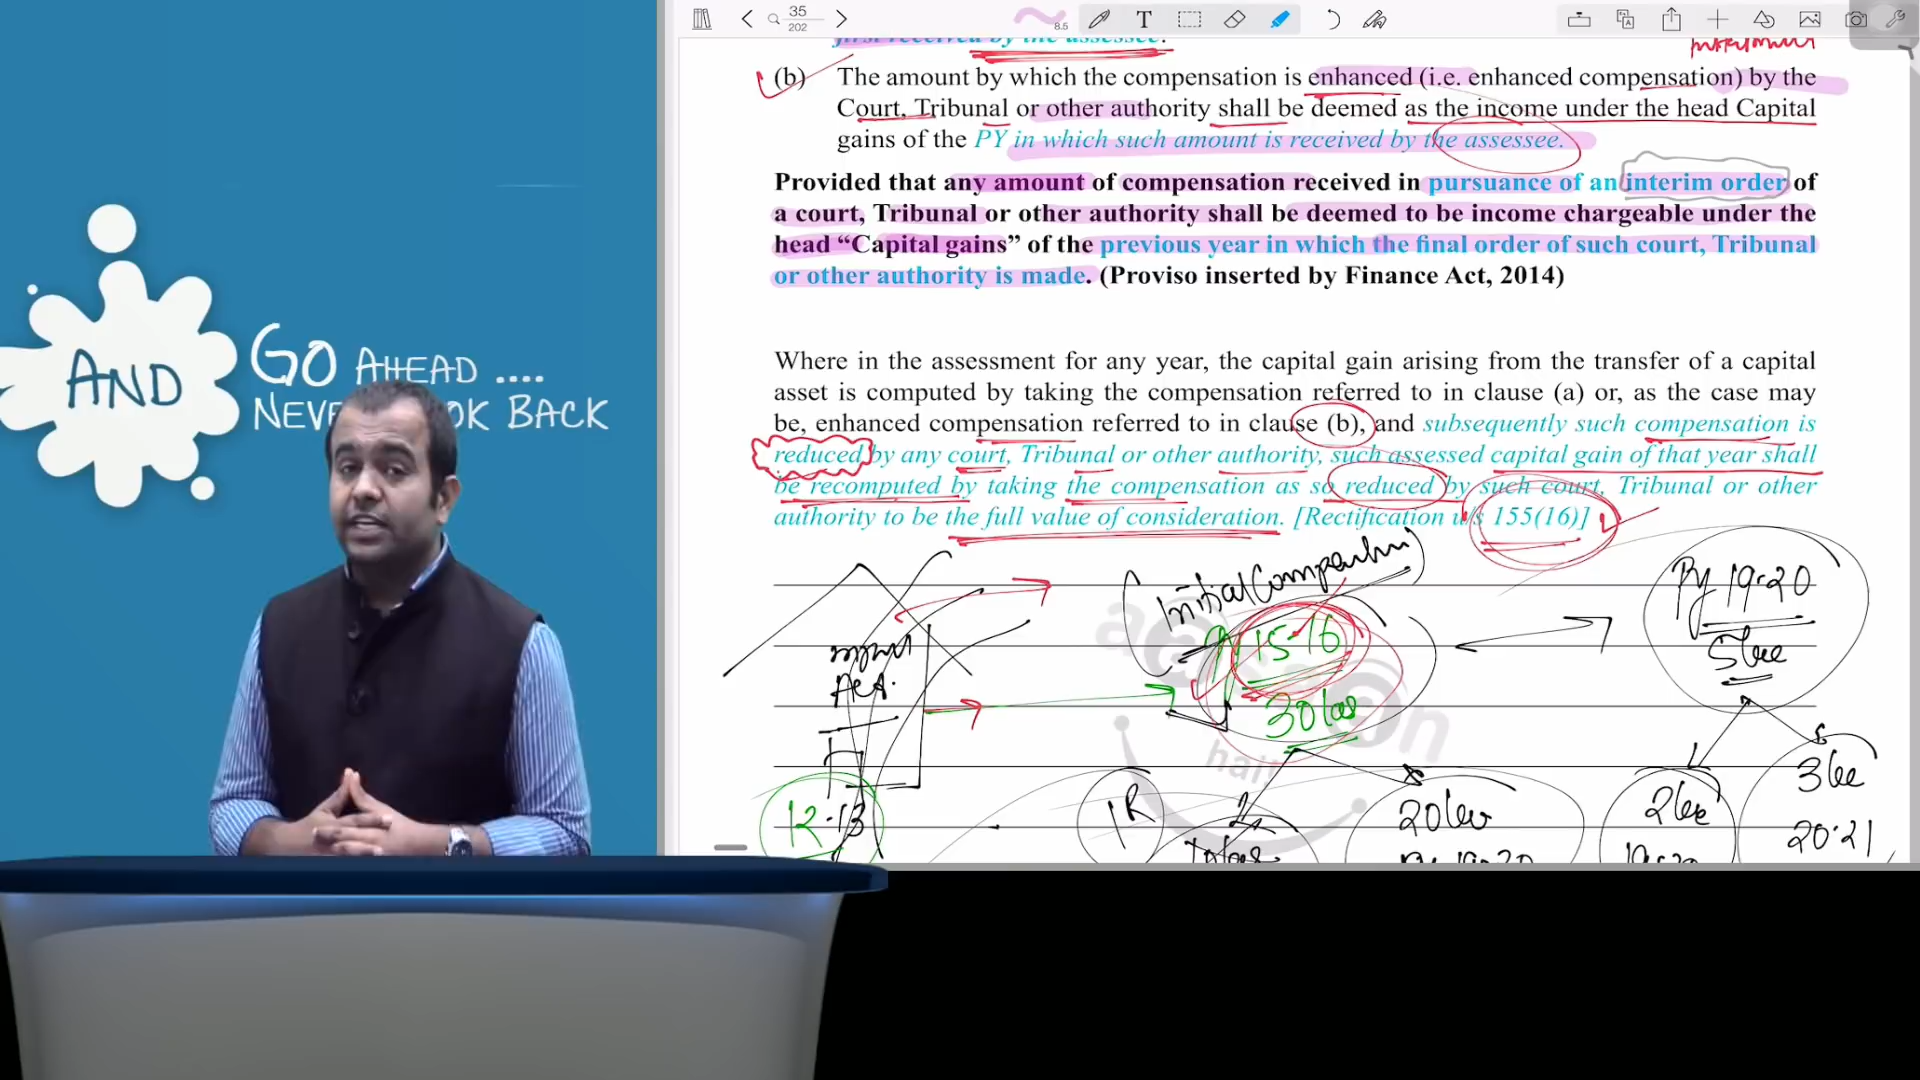 35
202
8.5
T
first received by the assessee.
(b) The amount by which the compensation is enhanced (i.e. enhanced compensation) by the
Court, Tribunal or other authority shall be deemed as the income under the head Capital
gains of the PY in which such amount is received by the assessee.
Provided that any amount of compensation received in pursuance of an interim order of
a court, Tribunal or other authority shall be deemed to be income chargeable under the
head “Capital gains” of the previous year in which the final order of such court, Tribunal
or other authority is made. (Proviso inserted by Finance Act, 2014)
Where in the assessment for any year, the capital gain arising from the transfer of a capital
asset is computed by taking the compensation referred to in clause (a) or, as the case may
be, enhanced compensation referred to in clause (b), and subsequently such compensation is
reduced by any court, Tribunal or other authority, such assessed capital gain of that year shall
be recomputed by taking the compensation as so reduced by such court, Tribunal or other
authority to be the full value of consideration. [Rectification u/s 155(16)]
AND
GO AHEAD ....
BACK
Initial
PY 19-20
15-16
30
12-13
1R
2
20
3
20-21